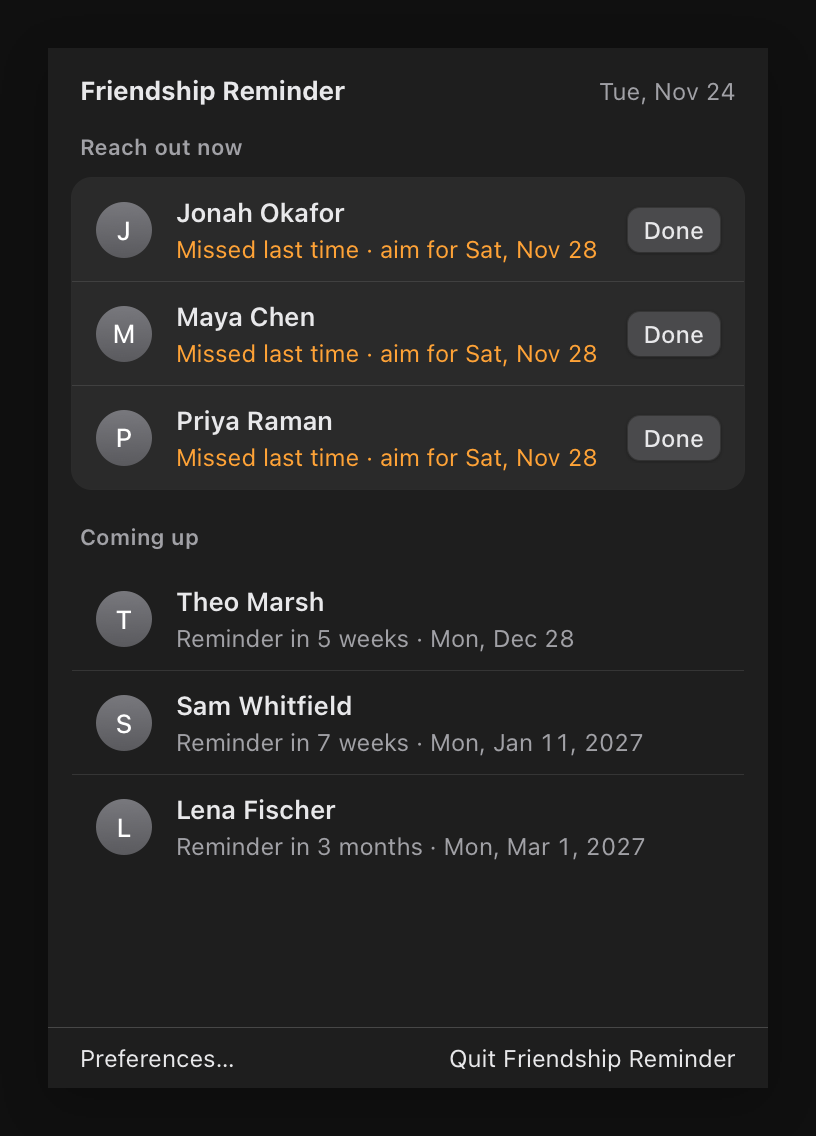 Friendship Reminder
Tue, Nov 24
Reach out now
J
Jonah Okafor
Missed last time · aim for Sat, Nov 28
Done
M
Maya Chen
Missed last time · aim for Sat, Nov 28
Done
P
Priya Raman
Missed last time · aim for Sat, Nov 28
Done
Coming up
T
Theo Marsh
Reminder in 5 weeks · Mon, Dec 28
S
Sam Whitfield
Reminder in 7 weeks · Mon, Jan 11, 2027
L
Lena Fischer
Reminder in 3 months · Mon, Mar 1, 2027
Preferences...
Quit Friendship Reminder